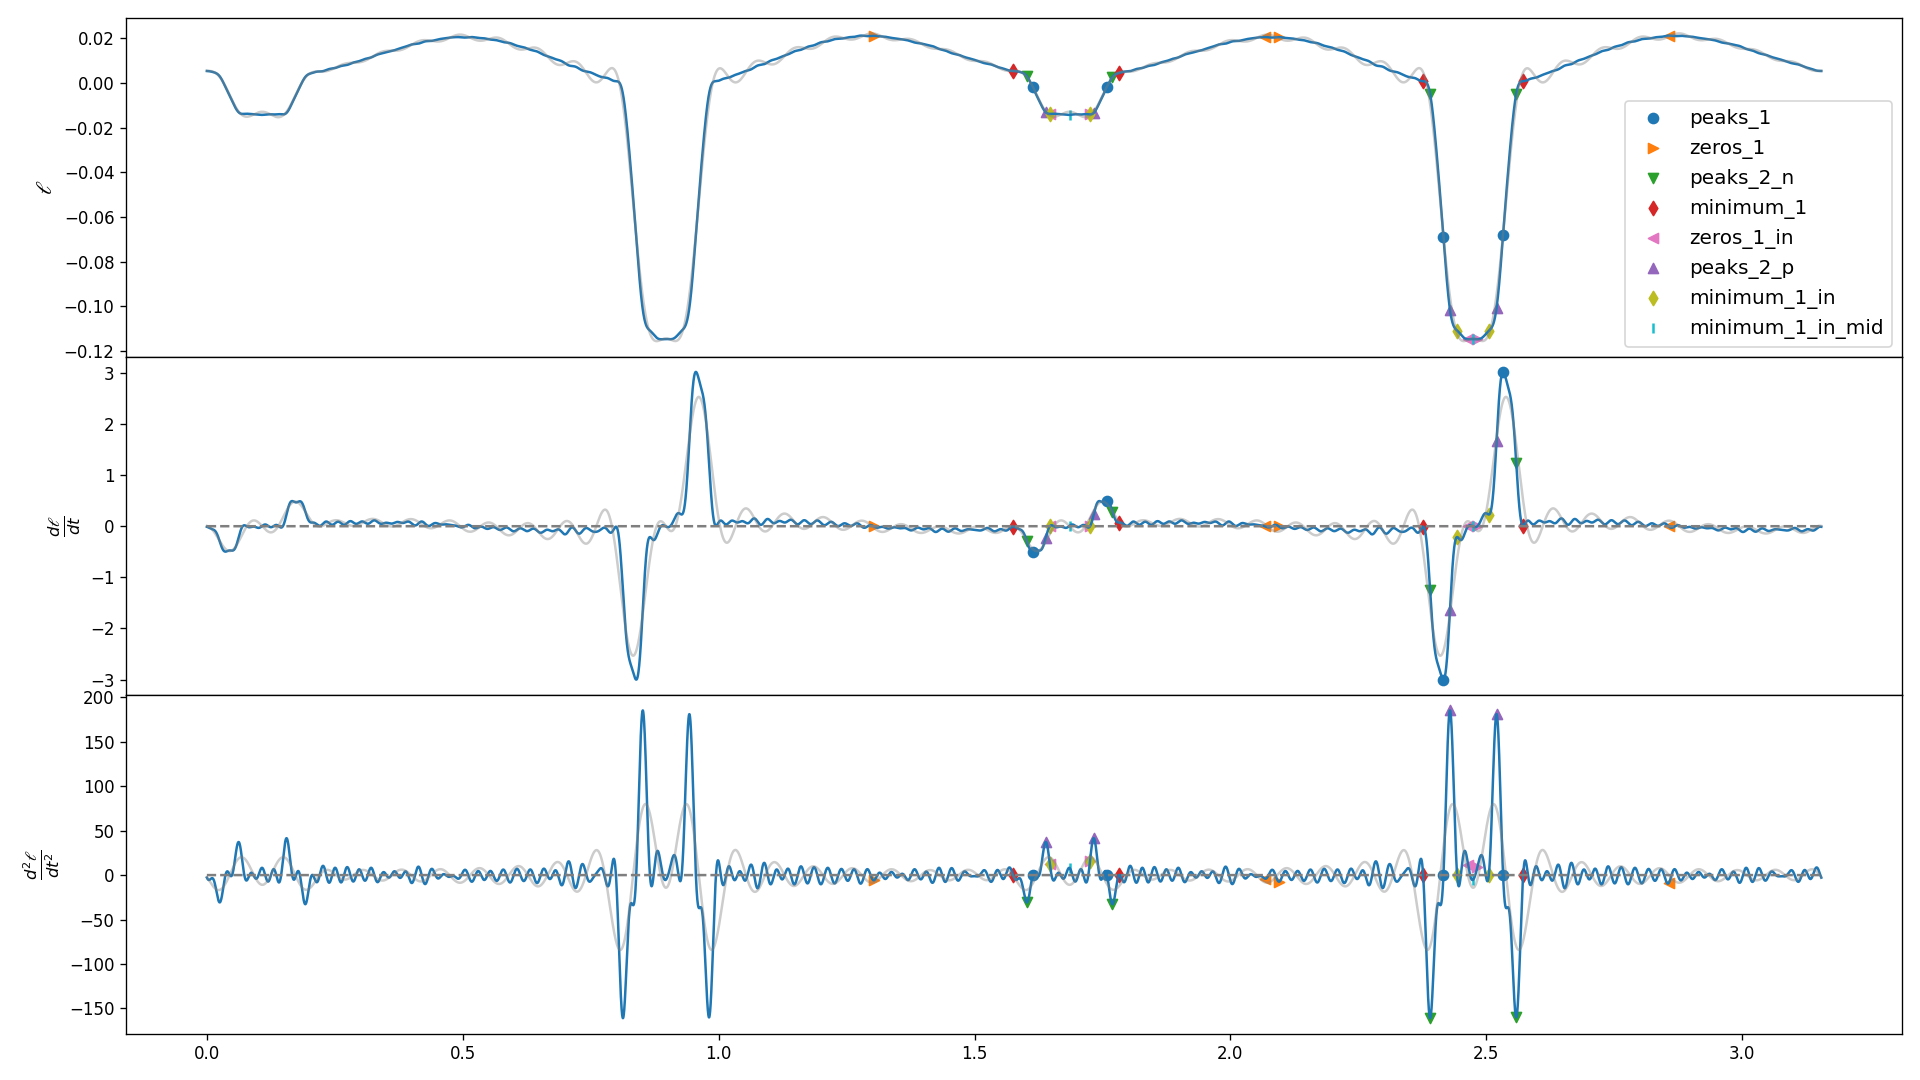 0.02
0.00
−0.02
−0.04
−0.06
−0.08
−0.10
−0.12
ℓ
peaks_1
zeros_1
peaks_2_n
minimum_1
zeros_1_in
peaks_2_p
minimum_1_in
minimum_1_in_mid
3
2
1
0
−1
−2
−3
dℓ
dt
200
150
100
50
0
−50
−100
−150
d²ℓ
dt²
0.0 0.5 1.0 1.5 2.0 2.5 3.0